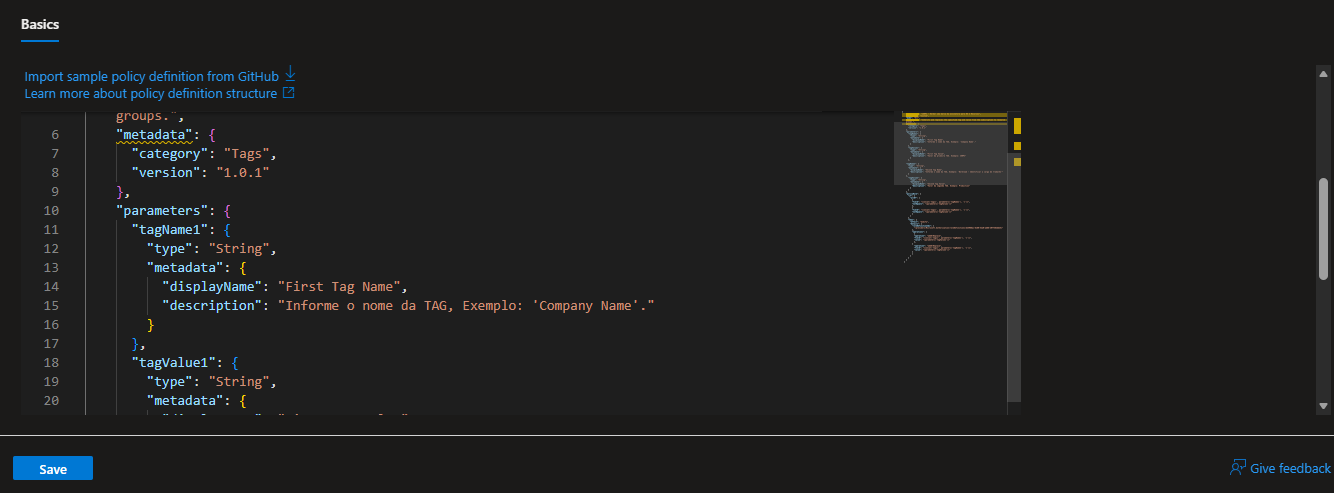 Basics
Import sample policy definition from GitHub
Learn more about policy definition structure
groups.",
6 "metadata": {
7 "category": "Tags",
8 "version": "1.0.1"
9 },
10 "parameters": {
11 "tagName1": {
12 "type": "String",
13 "metadata": {
14 "displayName": "First Tag Name",
15 "description": "Informe o nome da TAG, Exemplo: 'Company Name'."
16 }
17 },
18 "tagValue1": {
19 "type": "String",
20 "metadata": {
Save
Give feedback